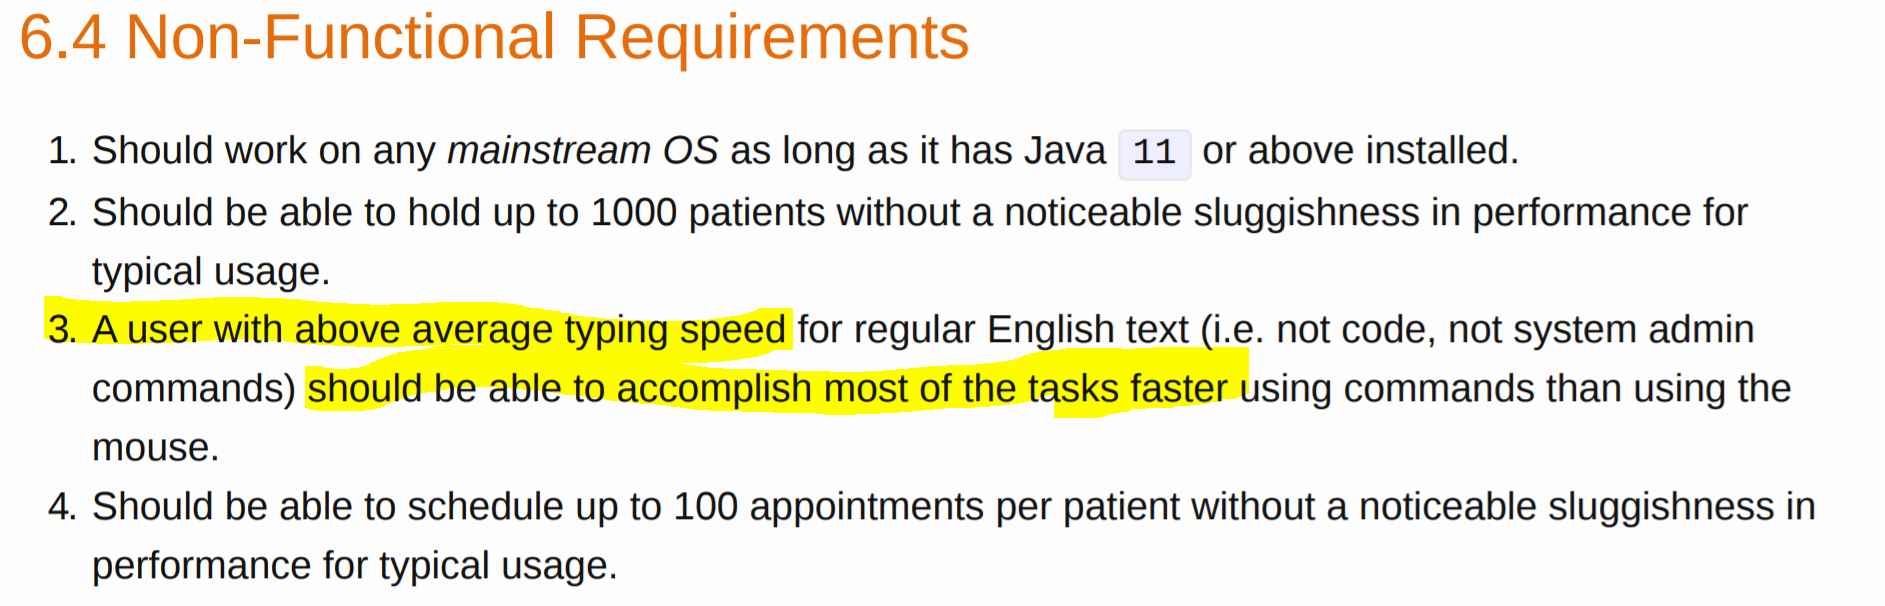 6.4 Non-Functional Requirements
1. Should work on any mainstream OS as long as it has Java 11 or above installed.
2. Should be able to hold up to 1000 patients without a noticeable sluggishness in performance for
typical usage.
3. A user with above average typing speed for regular English text (i.e. not code, not system admin
commands) should be able to accomplish most of the tasks faster using commands than using the
mouse.
4. Should be able to schedule up to 100 appointments per patient without a noticeable sluggishness in
performance for typical usage.